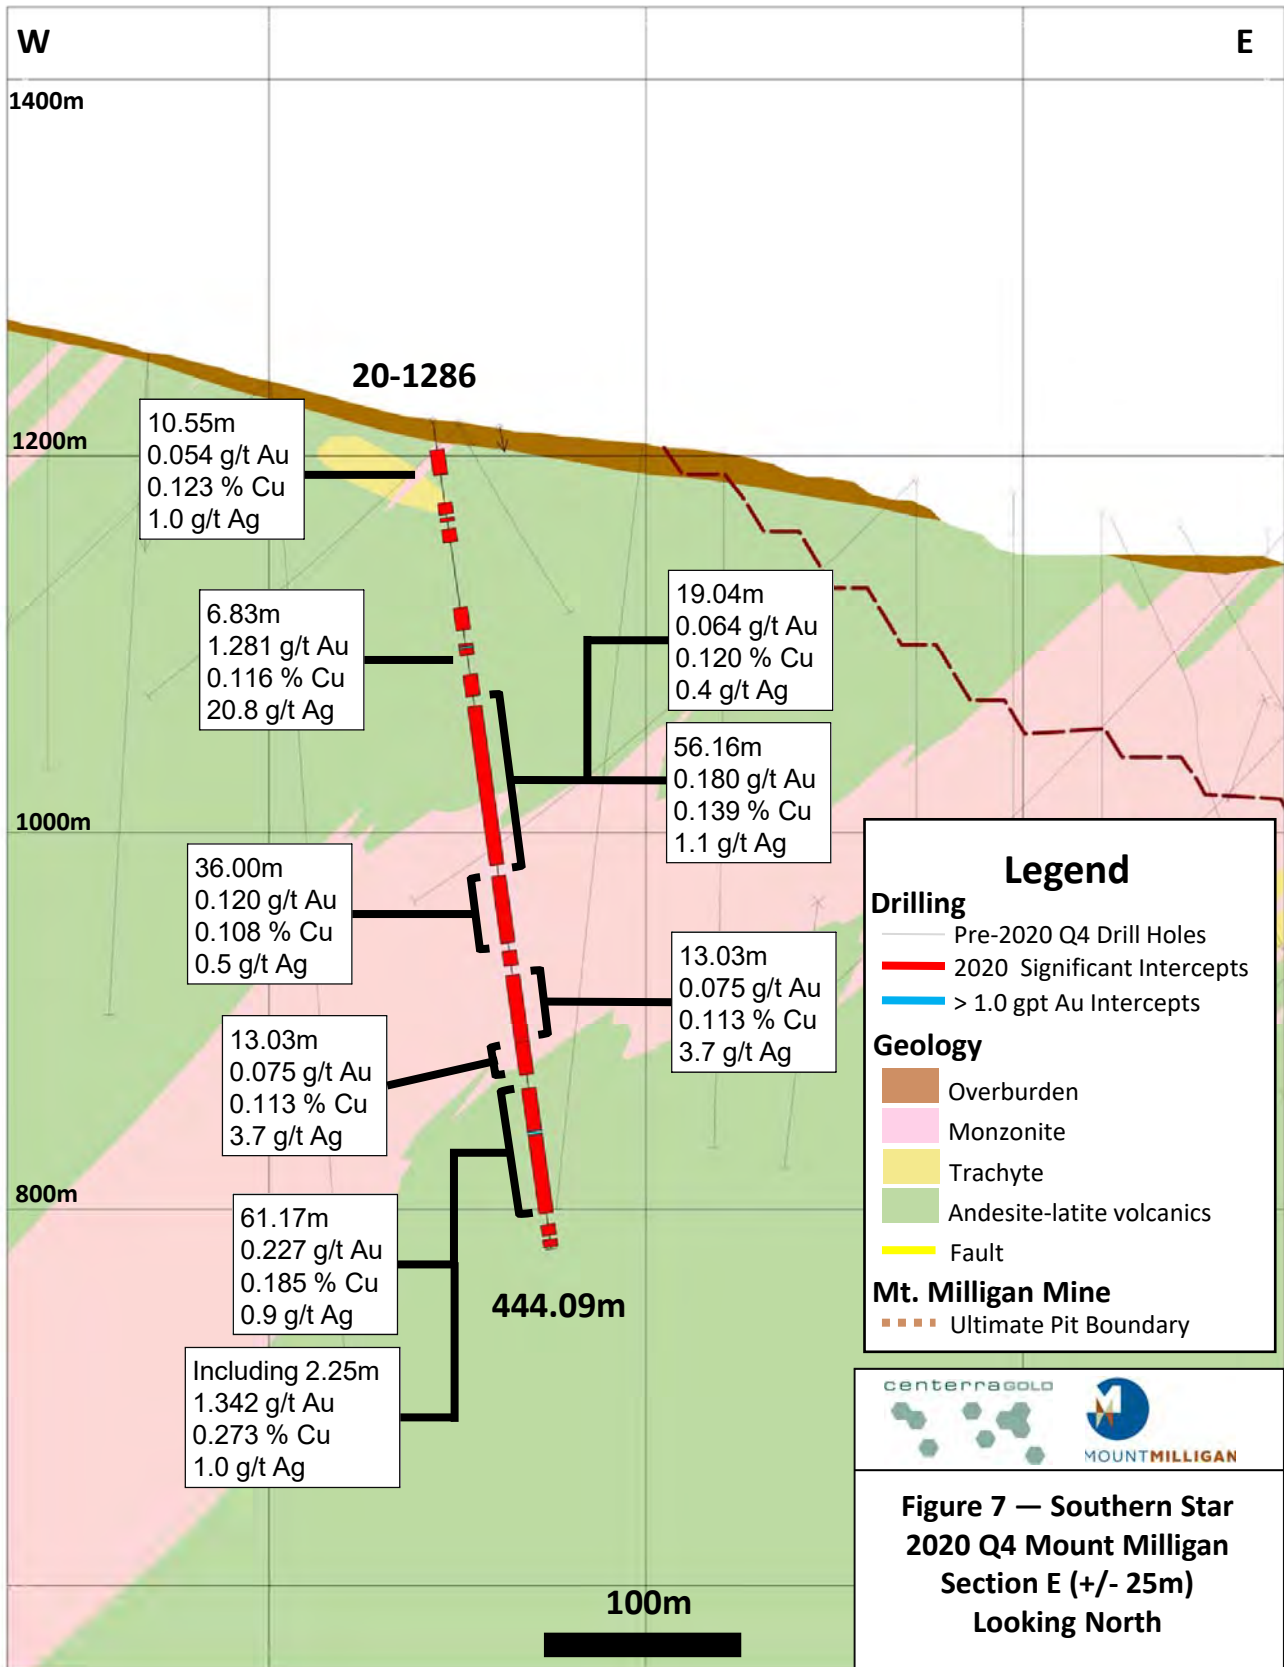 W
E
1400m
20-1286
10.55m
0.054 g/t Au
0.123 % Cu
1.0 g/t Ag
1200m
6.83m
1.281 g/t Au
0.116 % Cu
20.8 g/t Ag
19.04m
0.064 g/t Au
0.120 % Cu
0.4 g/t Ag
56.16m
0.180 g/t Au
0.139 % Cu
1.1 g/t Ag
1000m
36.00m
0.120 g/t Au
0.108 % Cu
0.5 g/t Ag
13.03m
0.075 g/t Au
0.113 % Cu
3.7 g/t Ag
13.03m
0.075 g/t Au
0.113 % Cu
3.7 g/t Ag
800m
61.17m
0.227 g/t Au
0.185 % Cu
0.9 g/t Ag
444.09m
Including 2.25m
1.342 g/t Au
0.273 % Cu
1.0 g/t Ag
100m
Legend
Drilling
Pre-2020 Q4 Drill Holes
2020 Significant Intercepts
> 1.0 gpt Au Intercepts
Geology
Overburden
Monzonite
Trachyte
Andesite-latite volcanics
Fault
Mt. Milligan Mine
Ultimate Pit Boundary
centerraGOLD
MOUNTMILLIGAN
Figure 7 — Southern Star
2020 Q4 Mount Milligan
Section E (+/- 25m)
Looking North